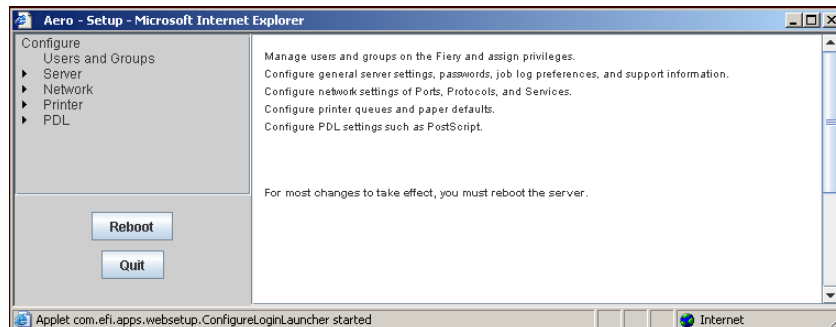 Aero - Setup - Microsoft Internet Explorer
Configure
Users and Groups
Server
Network
Printer
PDL
Manage users and groups on the Fiery and assign privileges.
Configure general server settings, passwords, job log preferences, and support information.
Configure network settings of Ports, Protocols, and Services.
Configure printer queues and paper defaults.
Configure PDL settings such as PostScript.
For most changes to take effect, you must reboot the server.
Reboot
Quit
Applet com.efi.apps.websetup.ConfigureLoginLauncher started
Internet